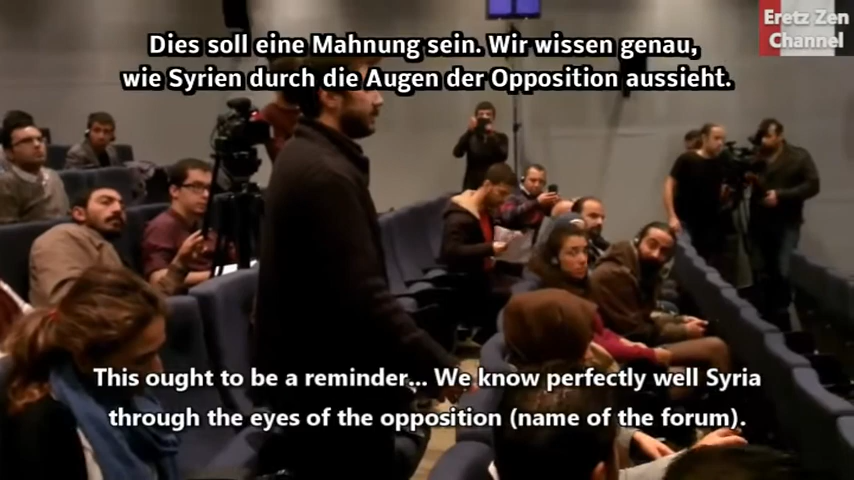 Dies soll eine Mahnung sein. Wir wissen genau,
wie Syrien durch die Augen der Opposition aussieht.
Eretz Zen
Channel
This ought to be a reminder... We know perfectly well Syria
through the eyes of the opposition (name of the forum).